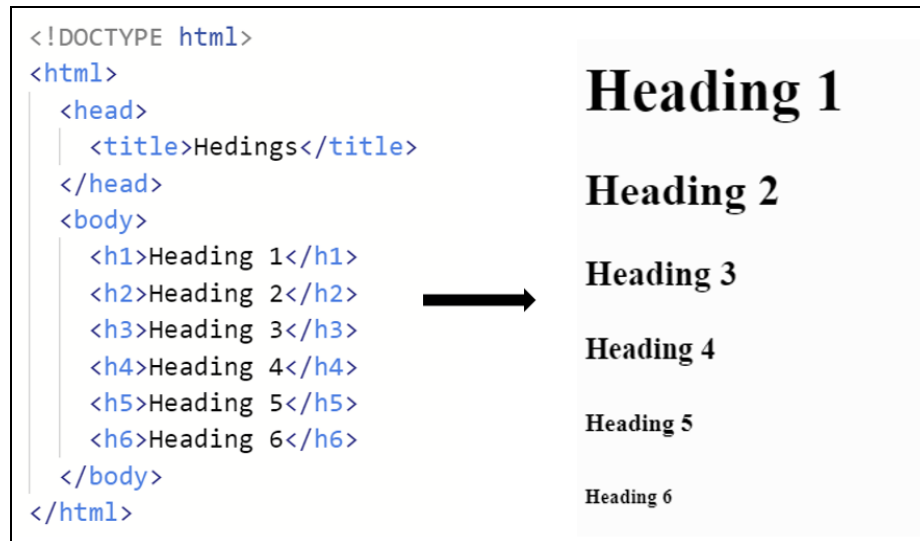 <!DOCTYPE html>
<html>
<head>
<title>Hedings</title>
</head>
<body>
<h1>Heading 1</h1>
<h2>Heading 2</h2>
<h3>Heading 3</h3>
<h4>Heading 4</h4>
<h5>Heading 5</h5>
<h6>Heading 6</h6>
</body>
</html>
Heading 1
Heading 2
Heading 3
Heading 4
Heading 5
Heading 6